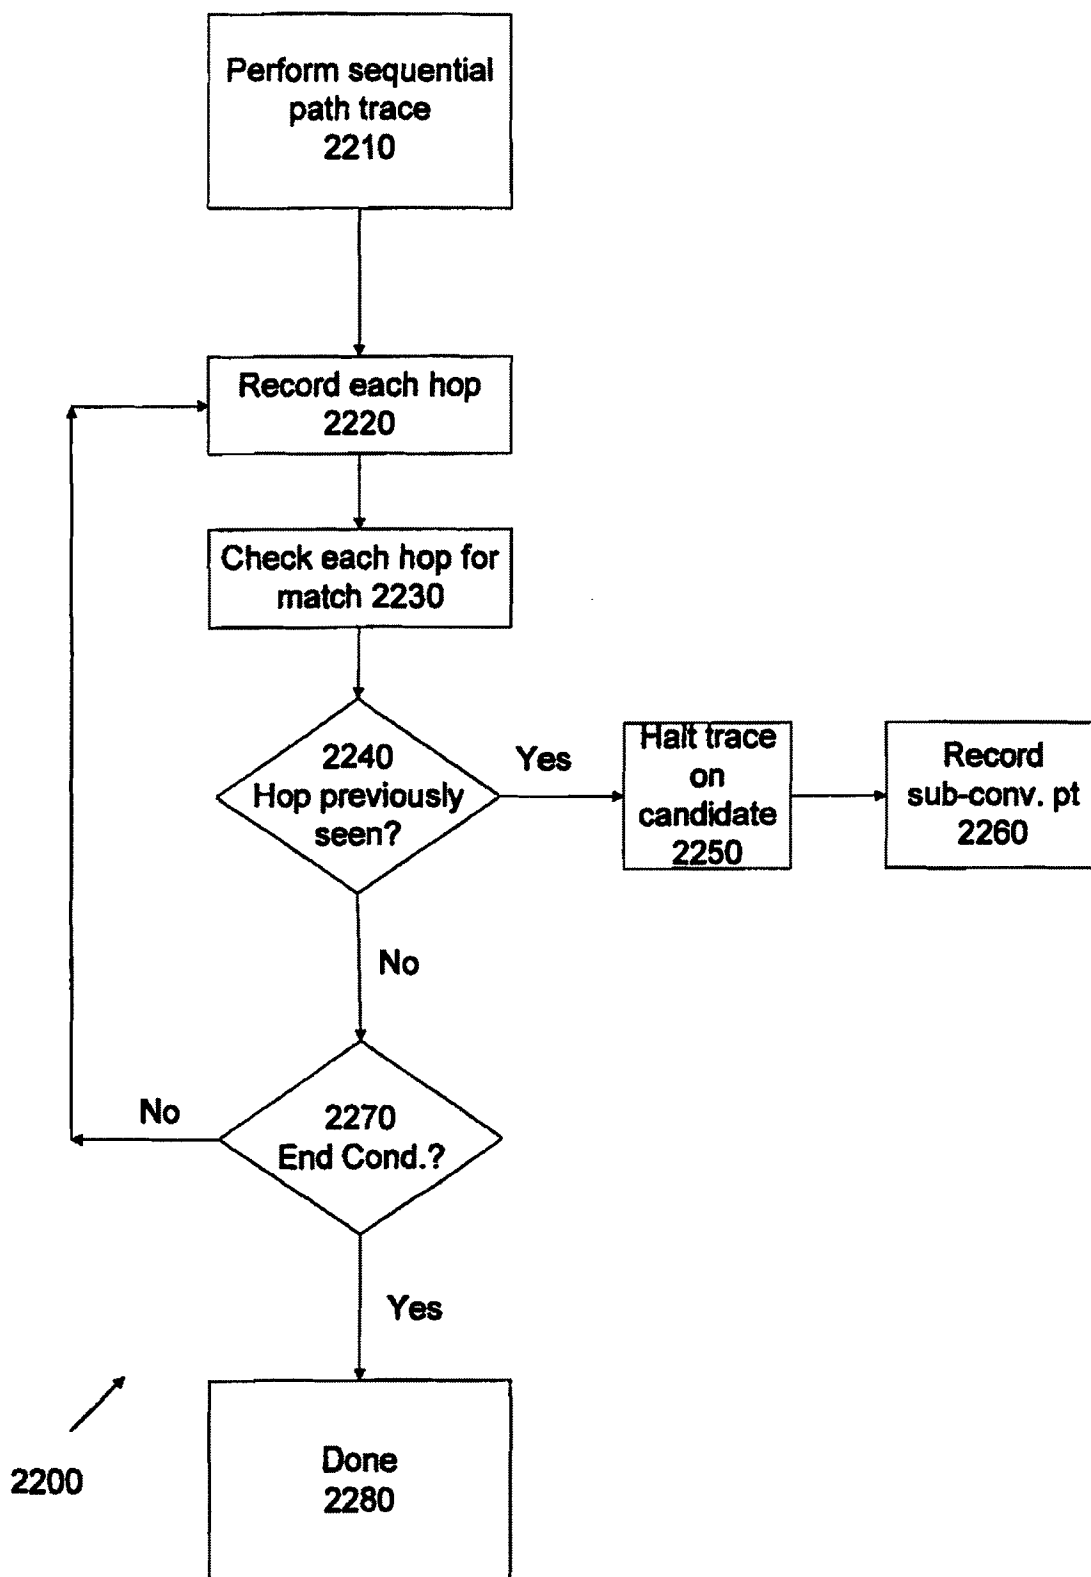 Perform sequential
path trace
2210
Record each hop
2220
Check each hop for
match 2230
2240
Hop previously
seen?
Yes
Halt trace
on
candidate
2250
Record
sub-conv. pt
2260
No
2270
End Cond.?
No
Yes
Done
2280
2200